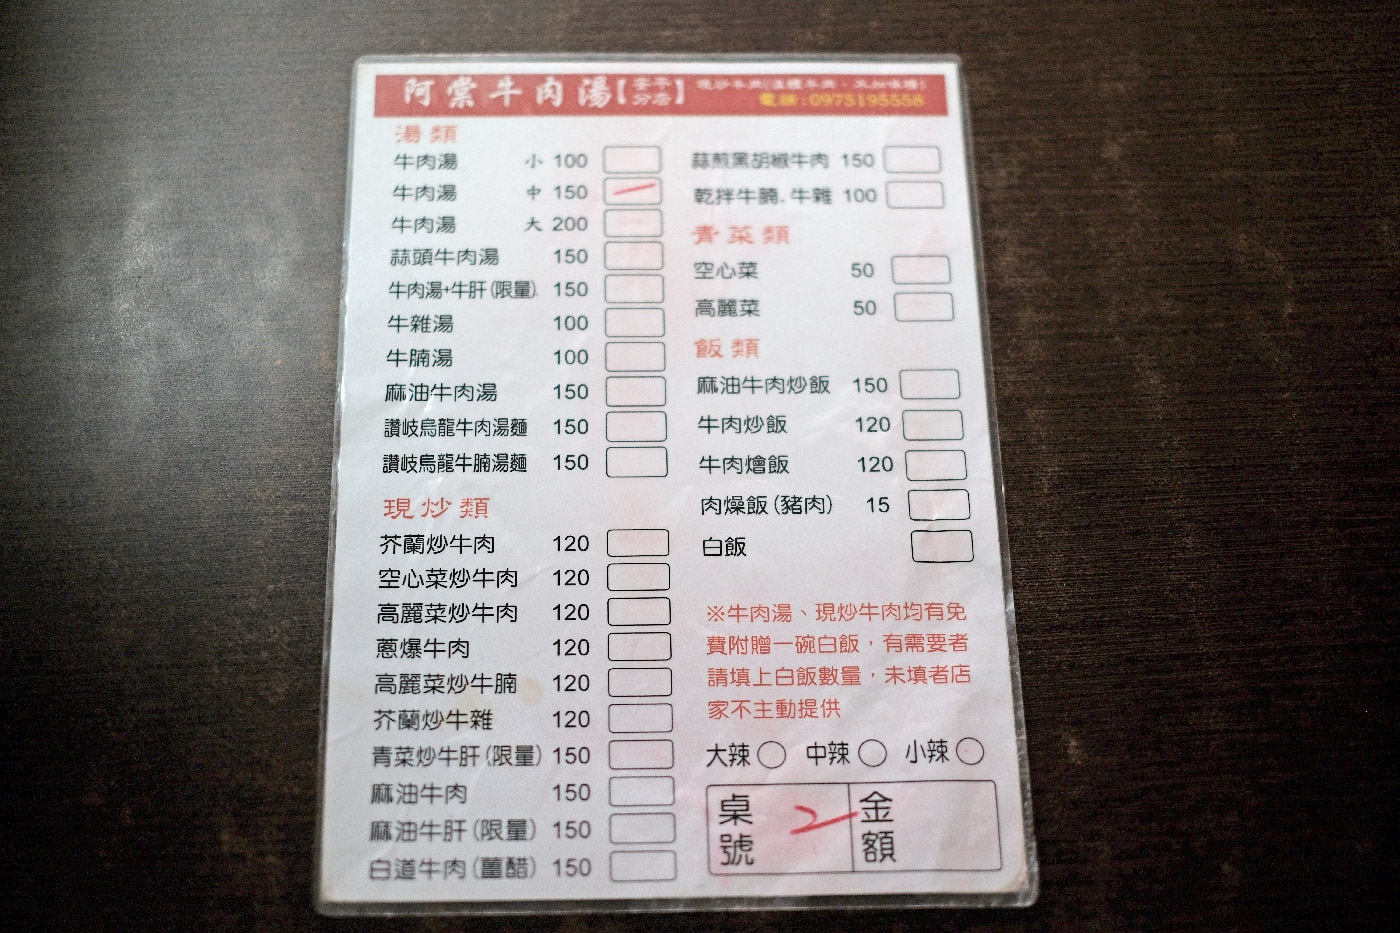 阿棠牛肉湯【安平分店】 現炒牛肉(溫體牛肉、未加味精)
電話:0975195558
湯類
牛肉湯 小 100
牛肉湯 中 150
牛肉湯 大 200
蒜頭牛肉湯 150
牛肉湯+牛肝(限量) 150
牛雜湯 100
牛腩湯 100
麻油牛肉湯 150
讚岐烏龍牛肉湯麵 150
讚岐烏龍牛腩湯麵 150
現炒類
芥蘭炒牛肉 120
空心菜炒牛肉 120
高麗菜炒牛肉 120
蔥爆牛肉 120
高麗菜炒牛腩 120
芥蘭炒牛雜 120
青菜炒牛肝(限量) 150
麻油牛肉 150
麻油牛肝(限量) 150
白道牛肉(薑醋) 150
蒜煎黑胡椒牛肉 150
乾拌牛腩.牛雜 100
青菜類
空心菜 50
高麗菜 50
飯類
麻油牛肉炒飯 150
牛肉炒飯 120
牛肉燴飯 120
肉燥飯(豬肉) 15
白飯
※牛肉湯、現炒牛肉均有免
費附贈一碗白飯，有需要者
請填上白飯數量，未填者店
家不主動提供
大辣 中辣 小辣
桌號 2 金額